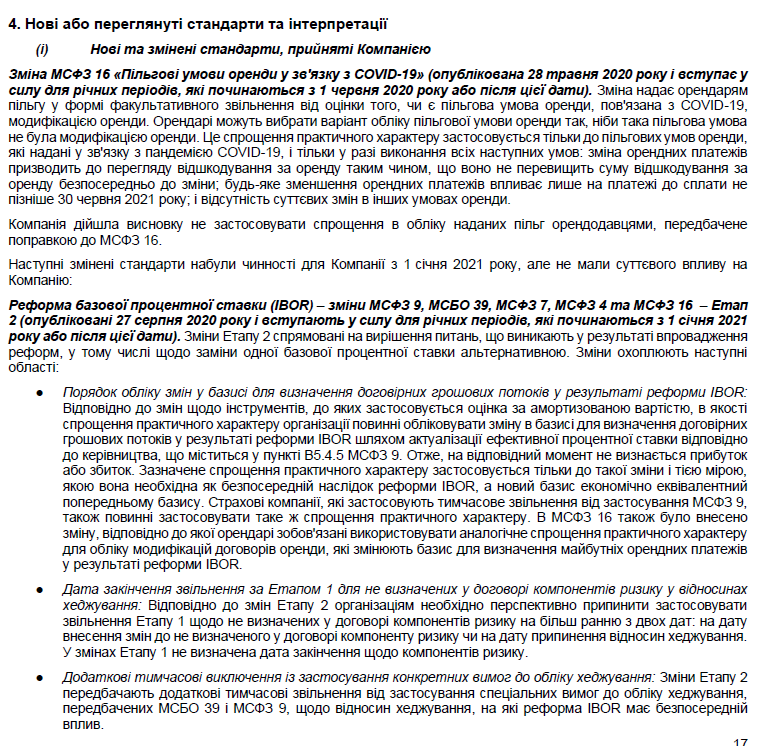 4. Нові або переглянуті стандарти та інтерпретації
(i) Нові та змінені стандарти, прийняті Компанією
Зміна МСФЗ 16 «Пільгові умови оренди у зв'язку з COVID-19» (опублікована 28 травня 2020 року і вступає у
силу для річних періодів, які починаються з 1 червня 2020 року або після цієї дати). Зміна надає орендарям
пільгу у формі факультативного звільнення від оцінки того, чи є пільгова умова оренди, пов'язана з COVID-19,
модифікацією оренди. Орендарі можуть вибрати варіант обліку пільгової умови оренди так, ніби така пільгова умова
не була модифікацією оренди. Це спрощення практичного характеру застосовується тільки до пільгових умов оренди,
які надані у зв'язку з пандемією COVID-19, і тільки у разі виконання всіх наступних умов: зміна орендних платежів
призводить до перегляду відшкодування за оренду таким чином, що воно не перевищить суму відшкодування за
оренду безпосередньо до зміни; будь-яке зменшення орендних платежів впливає лише на платежі до сплати не
пізніше 30 червня 2021 року; і відсутність суттєвих змін в інших умовах оренди.
Компанія дійшла висновку не застосовувати спрощення в обліку наданих пільг орендодавцями, передбачене
поправкою до МСФЗ 16.
Наступні змінені стандарти набули чинності для Компанії з 1 січня 2021 року, але не мали суттєвого впливу на
Компанію:
Реформа базової процентної ставки (IBOR) – зміни МСФЗ 9, МСБО 39, МСФЗ 7, МСФЗ 4 та МСФЗ 16 – Етап
2 (опубліковані 27 серпня 2020 року і вступають у силу для річних періодів, які починаються з 1 січня 2021
року або після цієї дати). Зміни Етапу 2 спрямовані на вирішення питань, що виникають у результаті впровадження
реформ, у тому числі щодо заміни одної базової процентної ставки альтернативною. Зміни охоплюють наступні
області:
● Порядок обліку змін у базисі для визначення договірних грошових потоків у результаті реформи IBOR:
Відповідно до змін щодо інструментів, до яких застосовується оцінка за амортизованою вартістю, в якості
спрощення практичного характеру організації повинні обліковувати зміну в базисі для визначення договірних
грошових потоків у результаті реформи IBOR шляхом актуалізації ефективної процентної ставки відповідно
до керівництва, що міститься у пункті B5.4.5 МСФЗ 9. Отже, на відповідний момент не визнається прибуток
або збиток. Зазначене спрощення практичного характеру застосовується тільки до такої зміни і тією мірою,
якою вона необхідна як безпосередній наслідок реформи IBOR, а новий базис економічно еквівалентний
попередньому базису. Страхові компанії, які застосовують тимчасове звільнення від застосування МСФЗ 9,
також повинні застосовувати таке ж спрощення практичного характеру. В МСФЗ 16 також було внесено
зміну, відповідно до якої орендарі зобов'язані використовувати аналогічне спрощення практичного характеру
для обліку модифікацій договорів оренди, які змінюють базис для визначення майбутніх орендних платежів
у результаті реформи IBOR.
● Дата закінчення звільнення за Етапом 1 для не визначених у договорі компонентів ризику у відносинах
хеджування: Відповідно до змін Етапу 2 організаціям необхідно перспективно припинити застосовувати
звільнення Етапу 1 щодо не визначених у договорі компонентів ризику на більш ранню з двох дат: на дату
внесення змін до не визначеного у договорі компоненту ризику чи на дату припинення відносин хеджування.
У змінах Етапу 1 не визначена дата закінчення щодо компонентів ризику.
● Додаткові тимчасові виключення із застосування конкретних вимог до обліку хеджування: Зміни Етапу 2
передбачають додаткові тимчасові звільнення від застосування спеціальних вимог до обліку хеджування,
передбачених МСБО 39 і МСФЗ 9, щодо відносин хеджування, на які реформа IBOR має безпосередній
вплив.
17